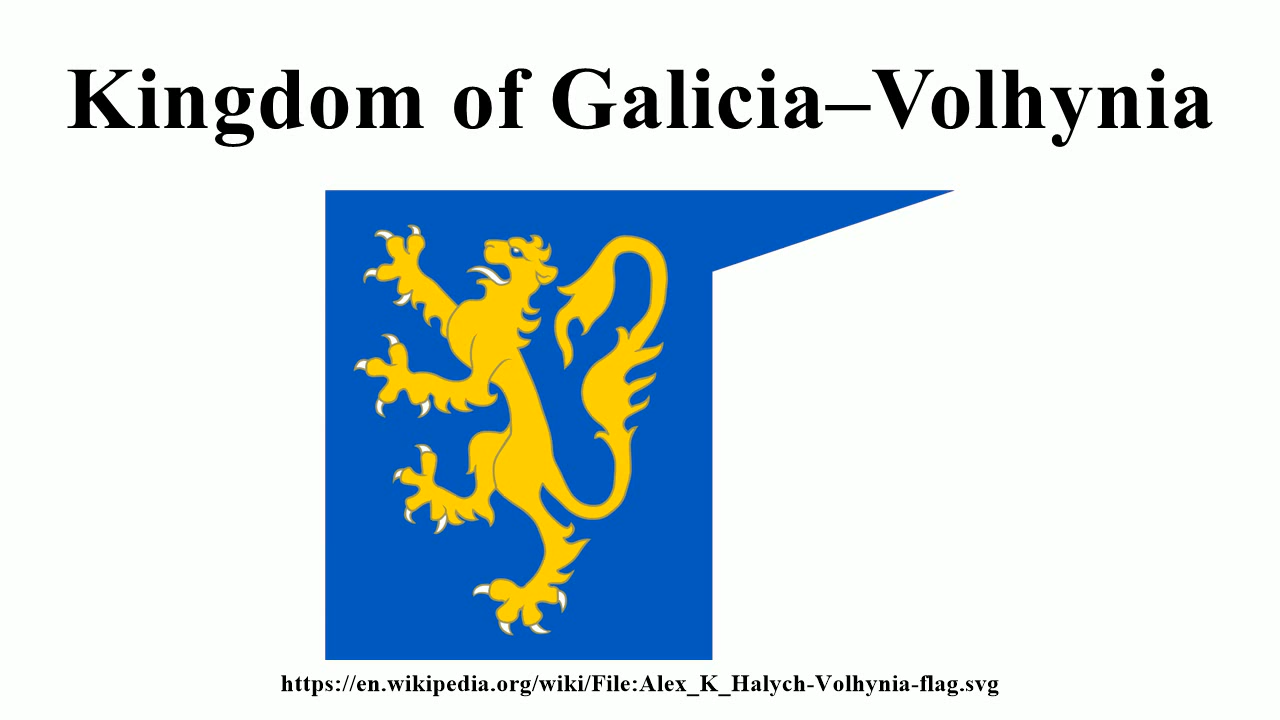 Kingdom of Galicia–Volhynia
https://en.wikipedia.org/wiki/File:Alex_K_Halych-Volhynia-flag.svg